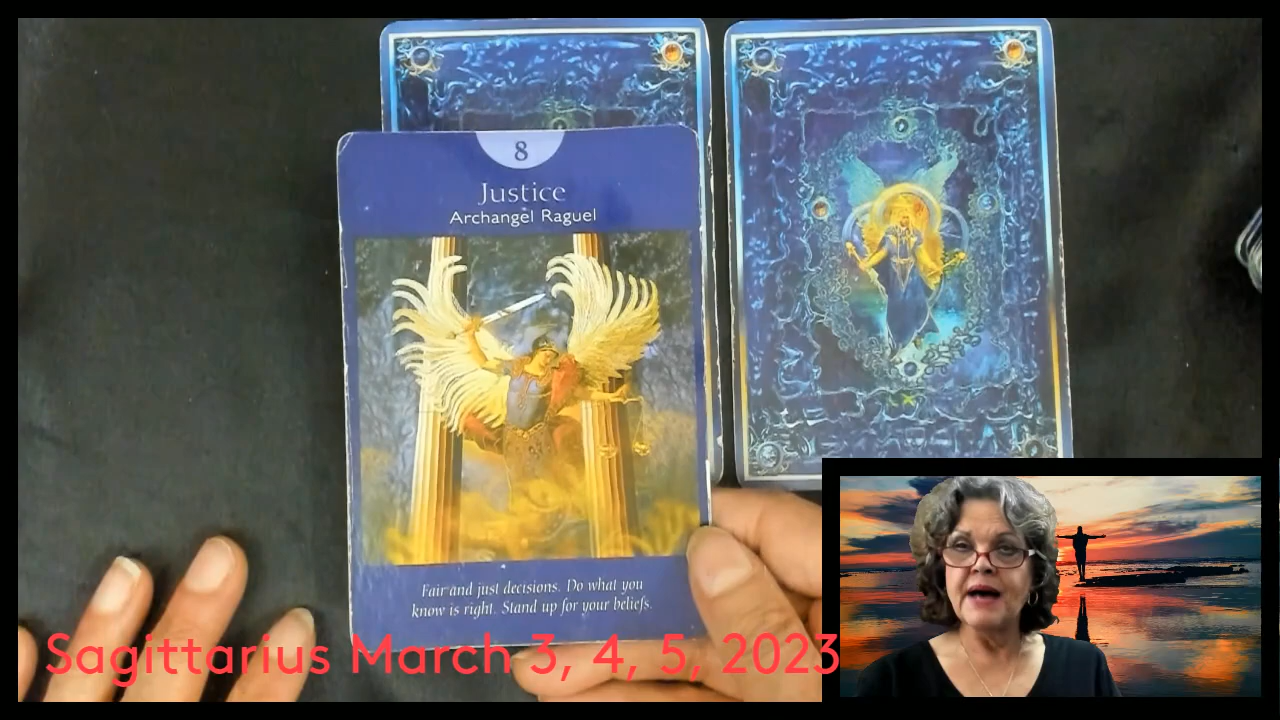 8
Justice
Archangel Raguel
Fair and just decisions. Do what you
know is right. Stand up for your beliefs.
Sagittarius March 3, 4, 5, 2023